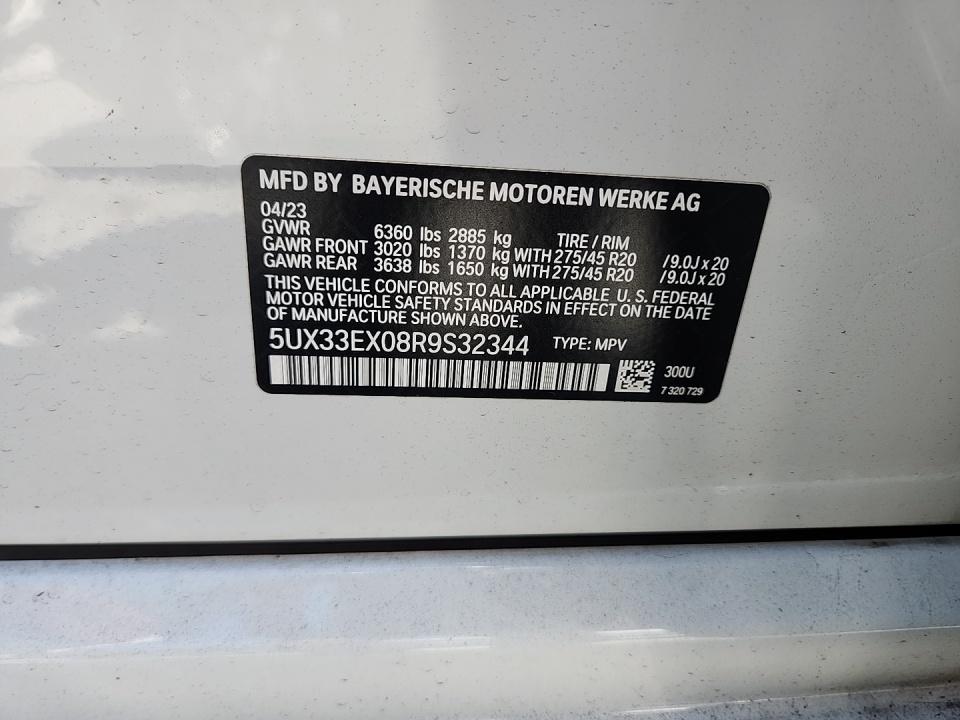 MFD BY BAYERISCHE MOTOREN WERKE AG
04/23
GVWR 6360 lbs 2885 kg TIRE / RIM
GAWR FRONT 3020 lbs 1370 kg WITH 275/45 R20 /9.0J x 20
GAWR REAR 3638 lbs 1650 kg WITH 275/45 R20 /9.0J x 20
THIS VEHICLE CONFORMS TO ALL APPLICABLE U. S. FEDERAL
MOTOR VEHICLE SAFETY STANDARDS IN EFFECT ON THE DATE
OF MANUFACTURE SHOWN ABOVE.
5UX33EX08R9S32344 TYPE: MPV
300U
7 320 729